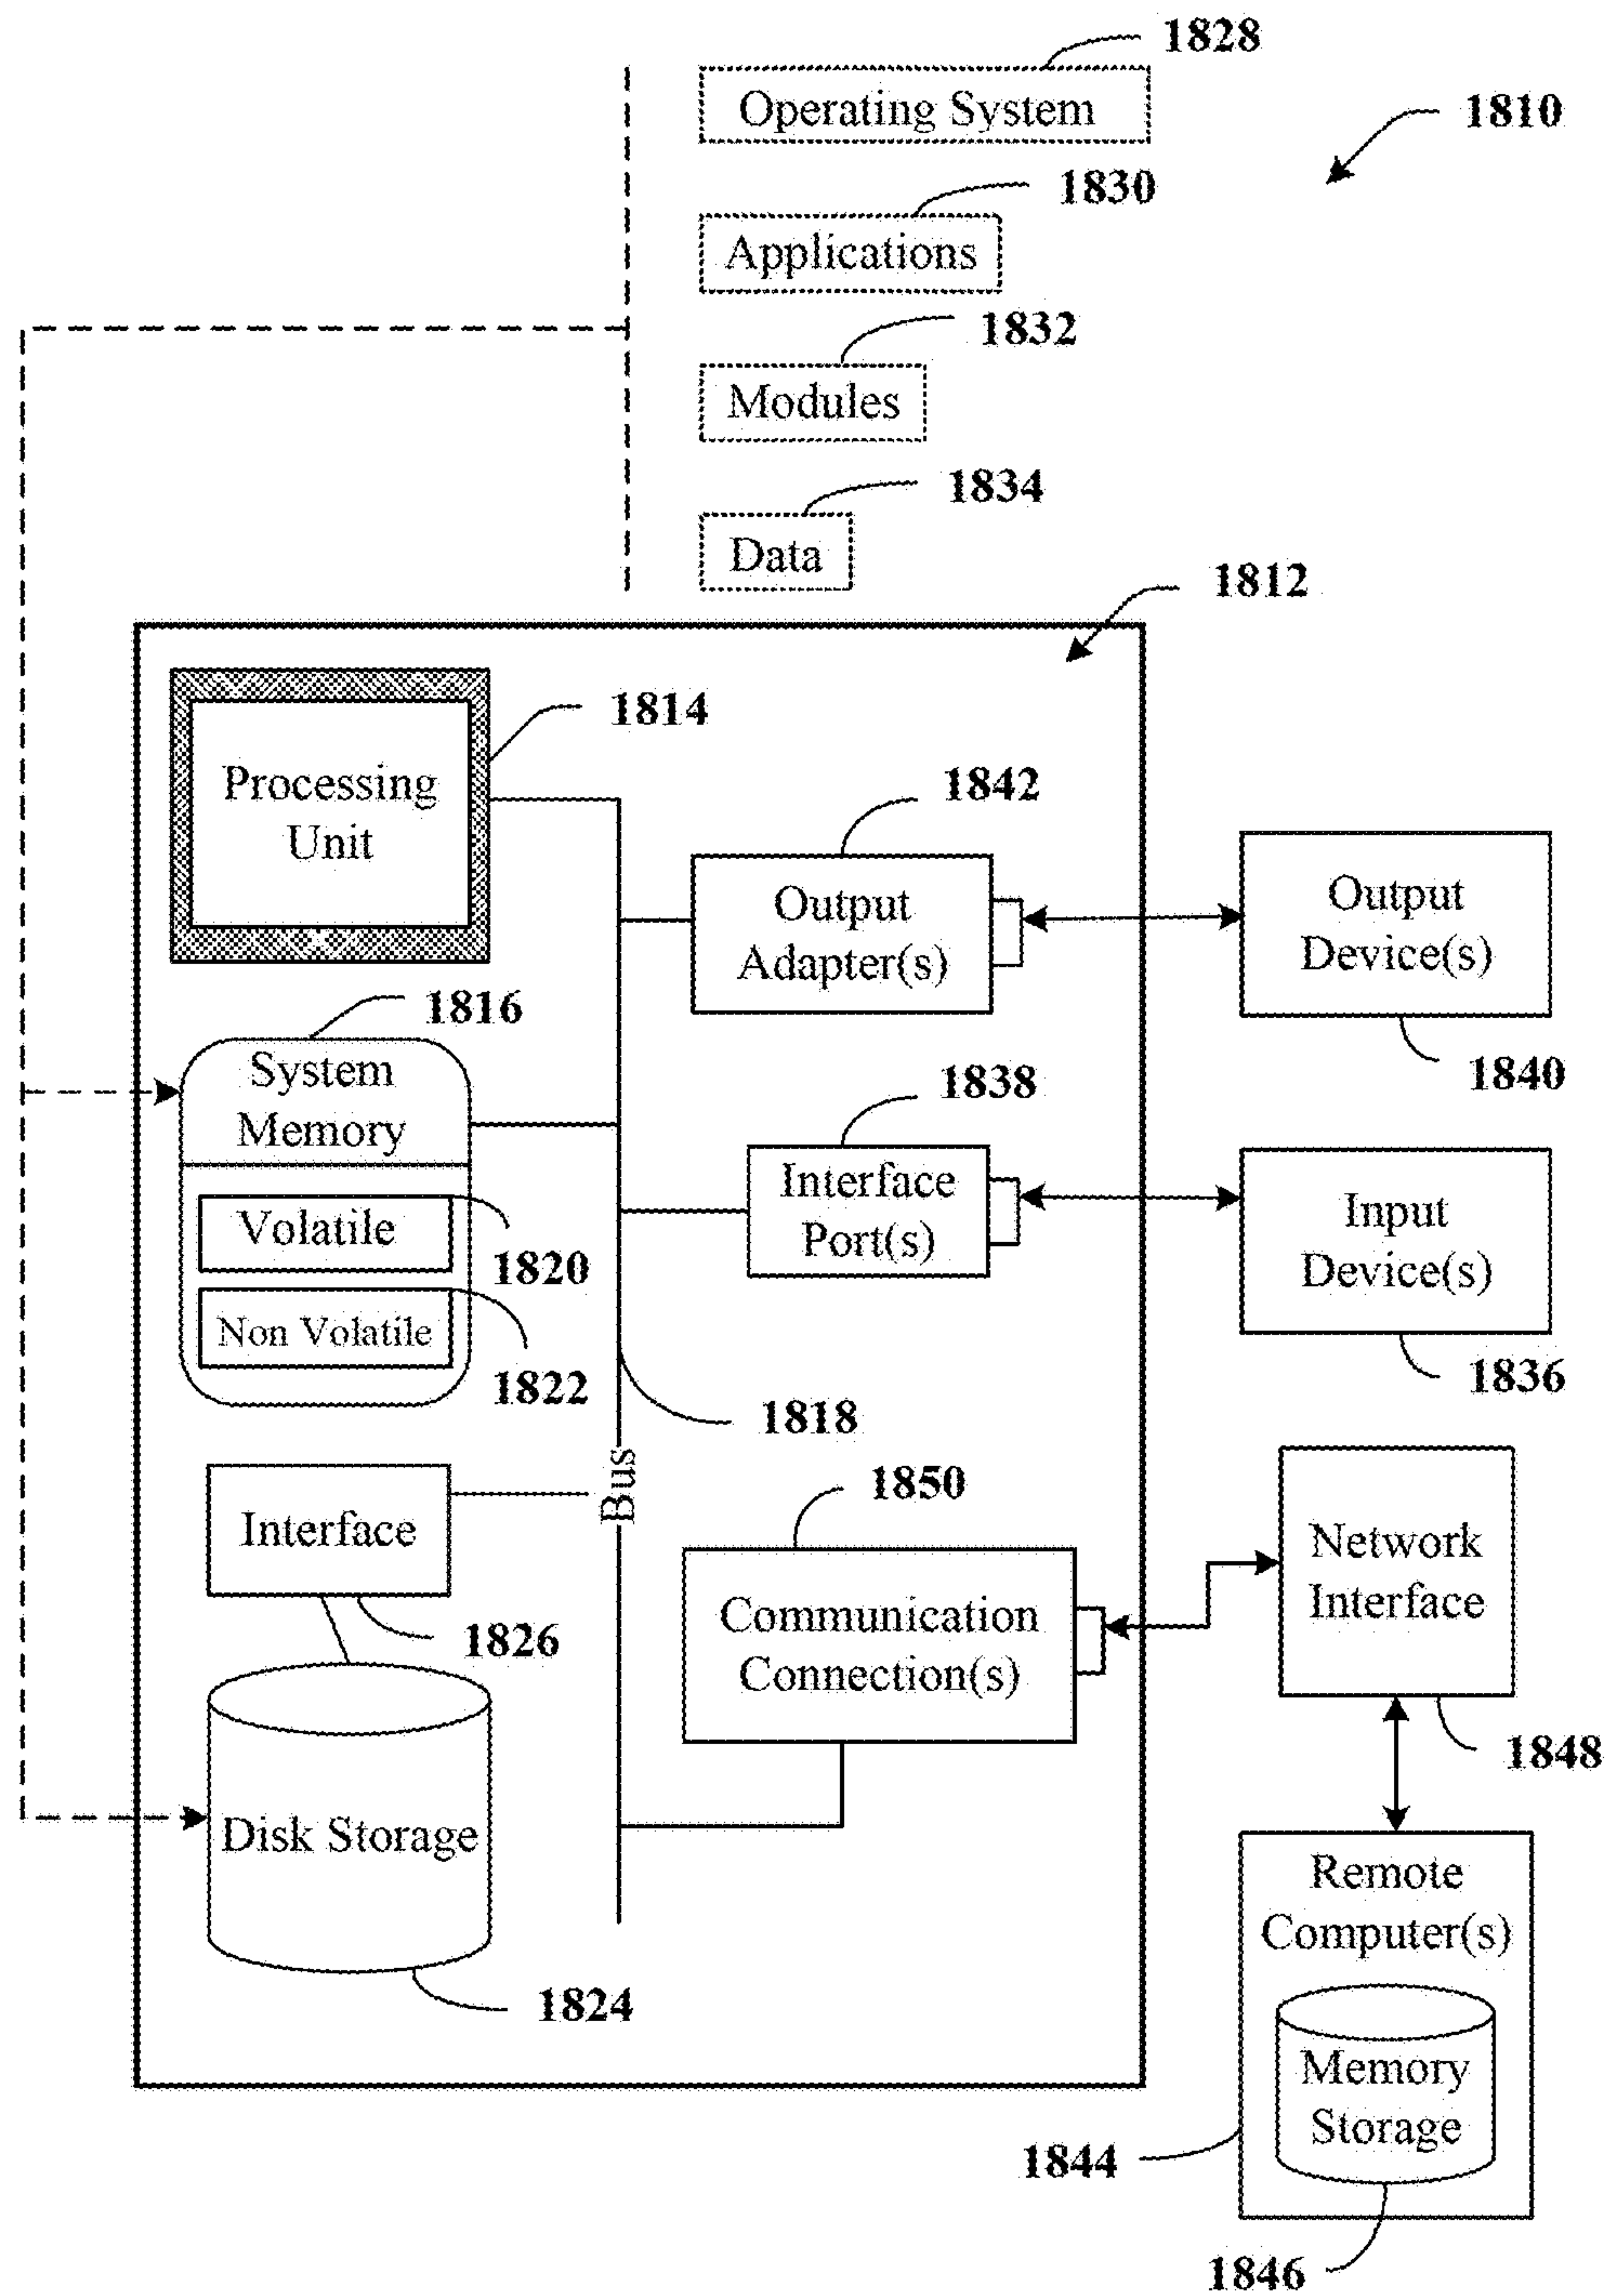 1828
Operating System
1810
1830
Applications
1832
Modules
1834
Data
1812
1814
Processing
Unit
1842
Output
Adapter(s)
Output
Device(s)
1840
1816
System
Memory
Volatile
1820
Non Volatile
1822
1838
Interface
Port(s)
Input
Device(s)
1836
1818
Bus
Interface
1826
1850
Communication
Connection(s)
Network
Interface
1848
Disk Storage
1824
Remote
Computer(s)
Memory
Storage
1844
1846